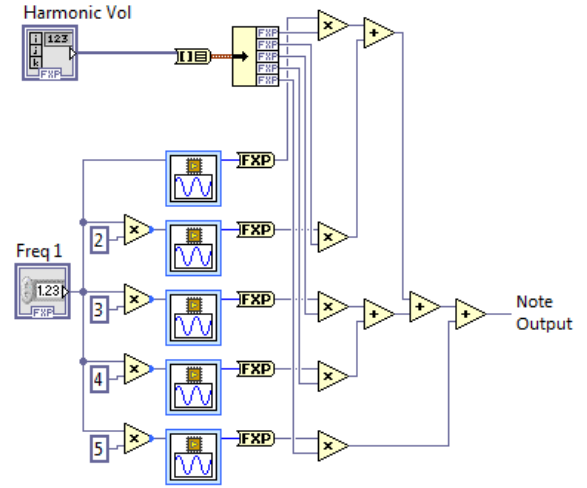 Harmonic Vol
i
j
k
123
FXP
FXP
FXP
FXP
FXP
FXP
FXP
2
FXP
Freq 1
1.23
FXP
3
FXP
Note
Output
4
FXP
5
FXP